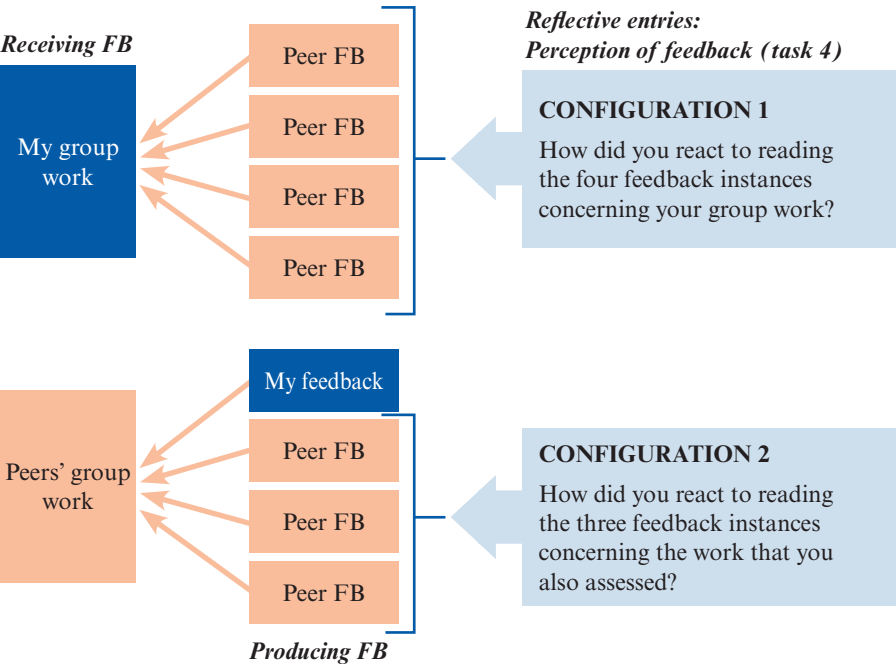 Receiving FB
My group
work
Peer FB
Peer FB
Peer FB
Peer FB
Reflective entries:
Perception of feedback (task 4)
CONFIGURATION 1
How did you react to reading
the four feedback instances
concerning your group work?
Peers’ group
work
My feedback
Peer FB
Peer FB
Peer FB
Producing FB
CONFIGURATION 2
How did you react to reading
the three feedback instances
concerning the work that you
also assessed?